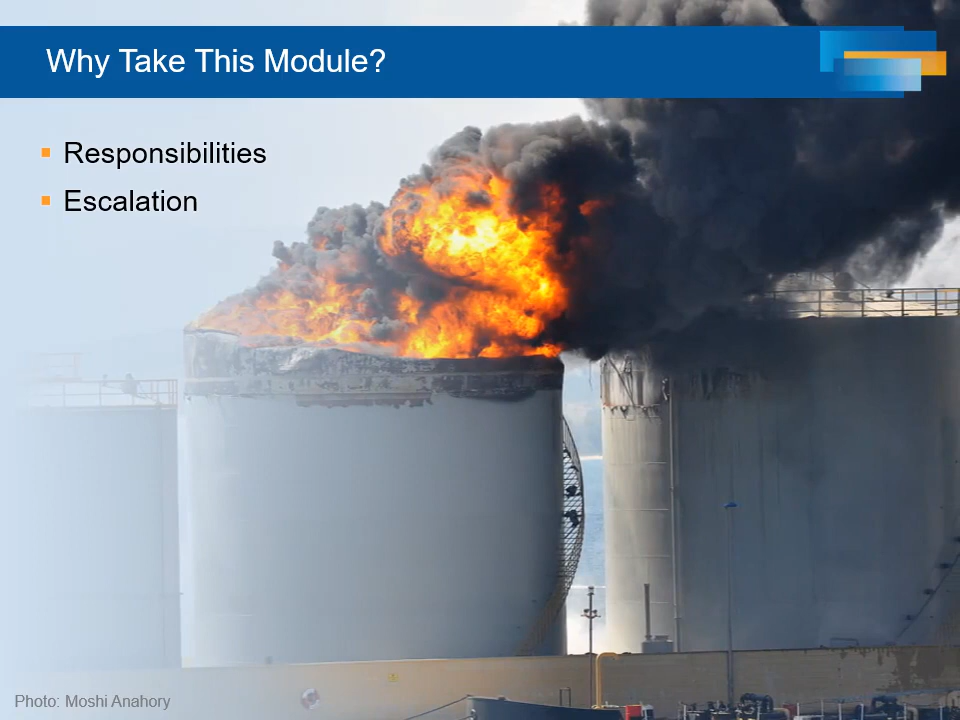 Why Take This Module?
Responsibilities
Escalation
Photo: Moshi Anahory